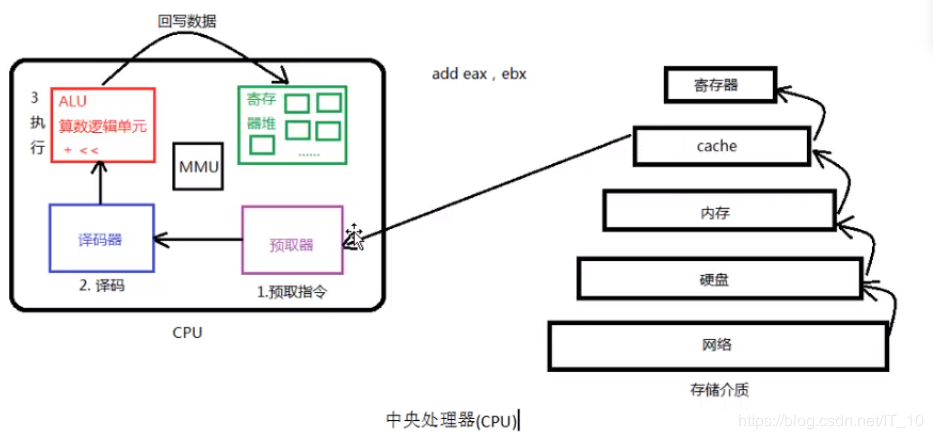 回写数据
3
执
行
ALU
算数逻辑单元
+ <<
寄存
器堆
......
MMU
译码器
预取器
2. 译码
1.预取指令
CPU
add eax , ebx
寄存器
cache
内存
硬盘
网络
存储介质
中央处理器(CPU)
https://blog.csdn.net/IT_10